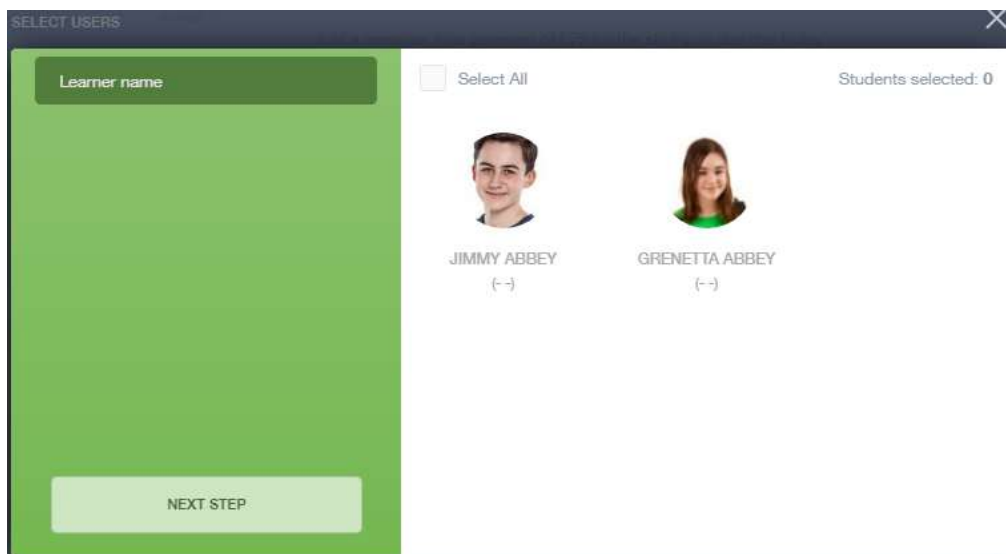 SELECT USERS
Learner name
Select All
Students selected: 0
JIMMY ABBEY
(- -)
GRENETTA ABBEY
(- -)
NEXT STEP